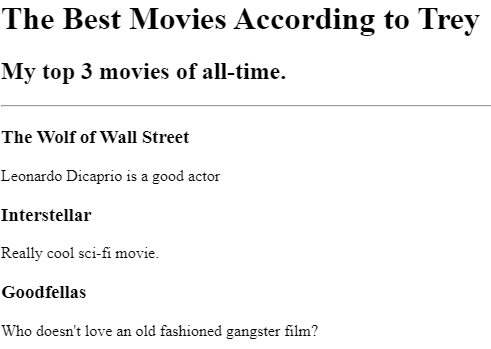 The Best Movies According to Trey
My top 3 movies of all-time.
The Wolf of Wall Street
Leonardo Dicaprio is a good actor
Interstellar
Really cool sci-fi movie.
Goodfellas
Who doesn't love an old fashioned gangster film?